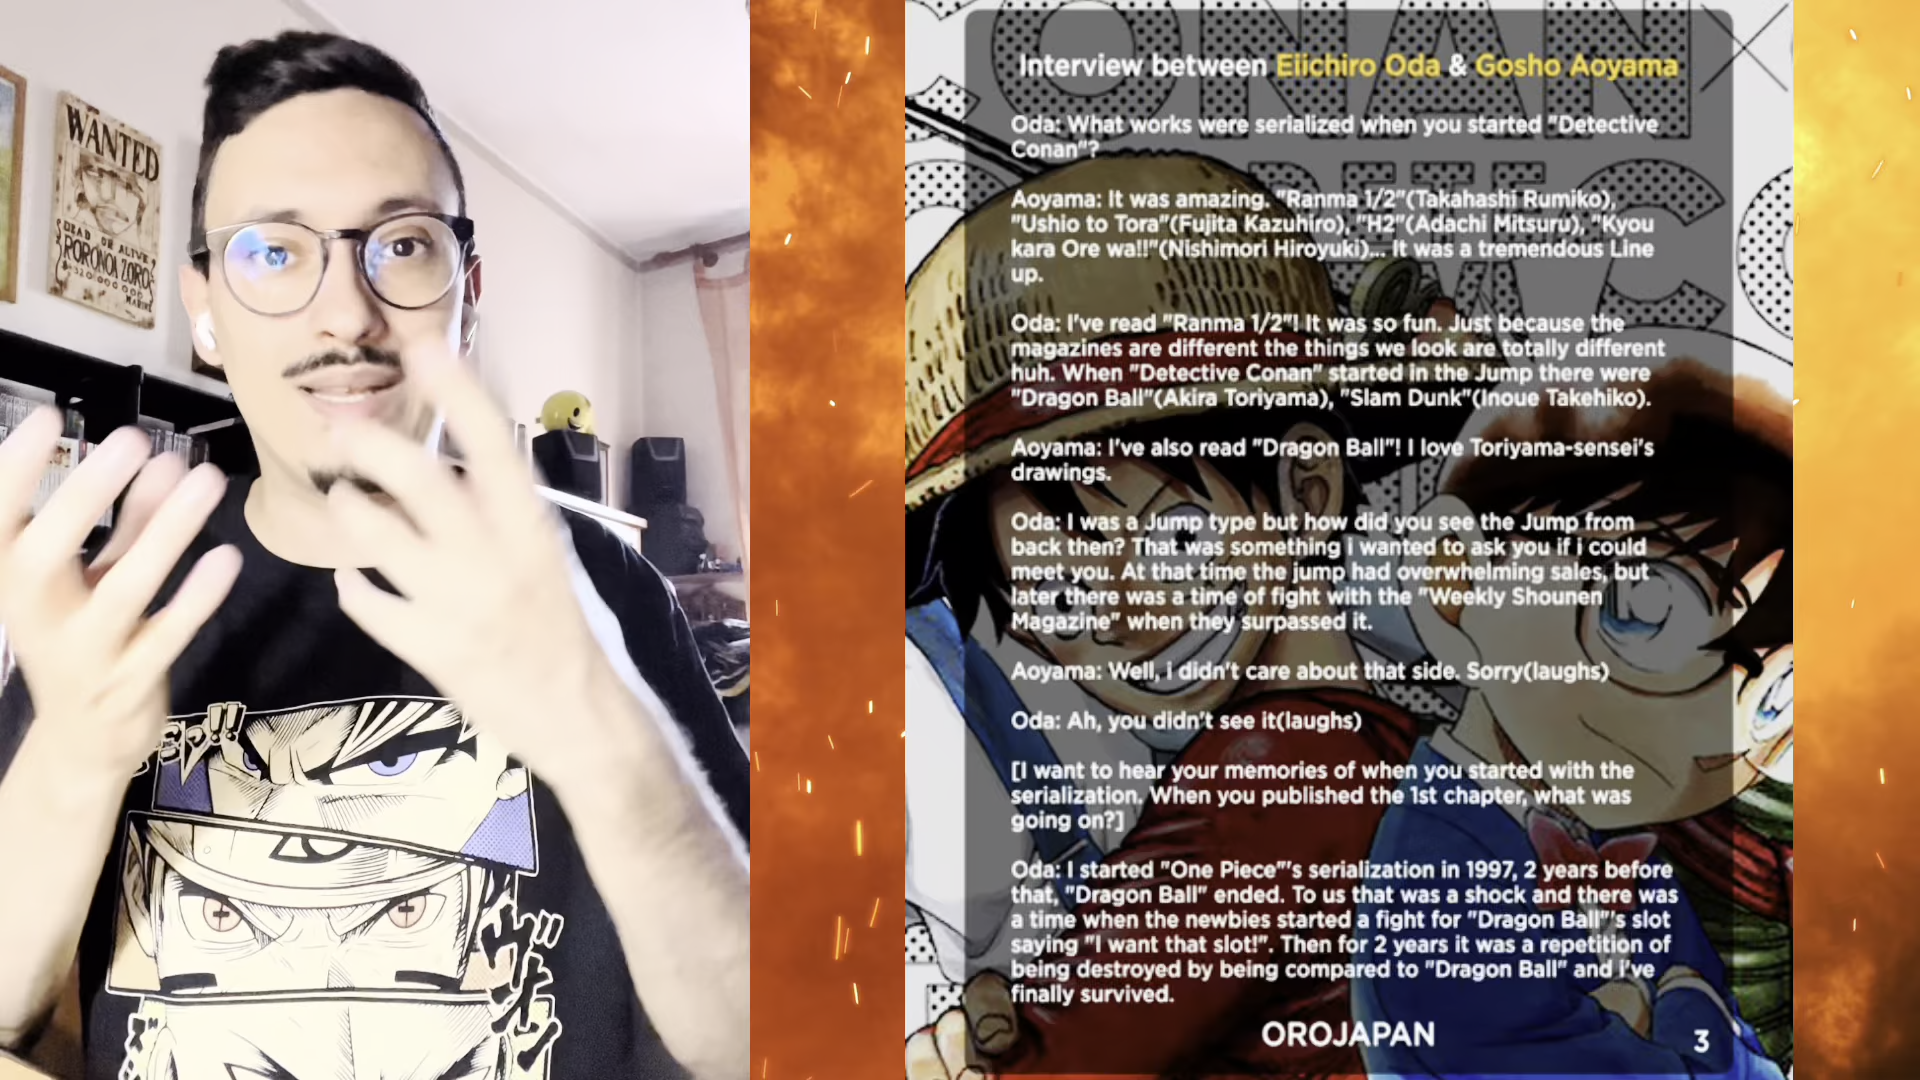 WANTED
DEAD OR ALIVE
RORONOA ZORO
MARINE
CONAN
Interview between Eiichiro Oda & Gosho Aoyama
Oda: What works were serialized when you started "Detective
Conan"?
Aoyama: It was amazing. "Ranma 1/2"(Takahashi Rumiko),
"Ushio to Tora"(Fujita Kazuhiro), "H2"(Adachi Mitsuru), "Kyou
kara Ore wa!!"(Nishimori Hiroyuki)... It was a tremendous Line
up.
Oda: I've read "Ranma 1/2"! It was so fun. Just because the
magazines are different the things we look are totally different
huh. When "Detective Conan" started in the Jump there were
"Dragon Ball"(Akira Toriyama), "Slam Dunk"(Inoue Takehiko).
Aoyama: I've also read "Dragon Ball"! I love Toriyama-sensei's
drawings.
Oda: I was a Jump type but how did you see the Jump from
back then? That was something i wanted to ask you if i could
meet you. At that time the jump had overwhelming sales, but
later there was a time of fight with the "Weekly Shounen
Magazine" when they surpassed it.
Aoyama: Well, i didn't care about that side. Sorry(laughs)
Oda: Ah, you didn't see it(laughs)
[I want to hear your memories of when you started with the
serialization. When you published the 1st chapter, what was
going on?]
Oda: I started "One Piece"'s serialization in 1997, 2 years before
that, "Dragon Ball" ended. To us that was a shock and there was
a time when the newbies started a fight for "Dragon Ball"'s slot
saying "I want that slot!". Then for 2 years it was a repetition of
being destroyed by being compared to "Dragon Ball" and i've
finally survived.
OROJAPAN
3